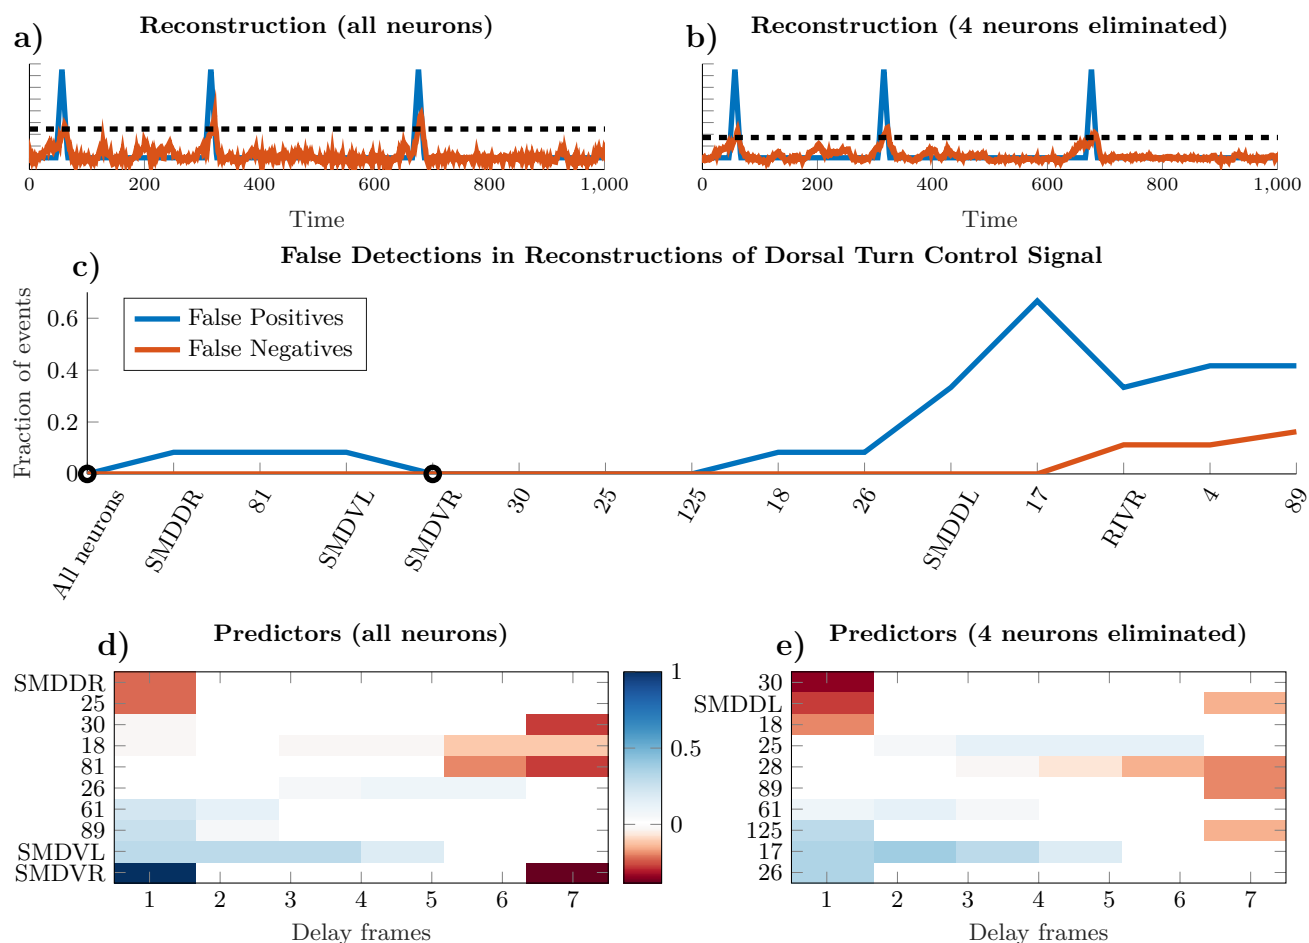 a)
Reconstruction (all neurons)
0
200
400
600
800
1,000
Time
b)
Reconstruction (4 neurons eliminated)
0
200
400
600
800
1,000
Time
c)
False Detections in Reconstructions of Dorsal Turn Control Signal
Fraction of events
0.6
0.4
0.2
0
False Positives
False Negatives
All neurons
SMDDR
81
SMDVL
SMDVR
30
25
125
18
26
SMDDL
17
RIVR
4
89
d)
Predictors (all neurons)
SMDDR
25
30
18
81
26
61
89
SMDVL
SMDVR
1
2
3
4
5
6
7
Delay frames
1
0.5
0
e)
Predictors (4 neurons eliminated)
30
SMDDL
18
25
28
89
61
125
17
26
1
2
3
4
5
6
7
Delay frames